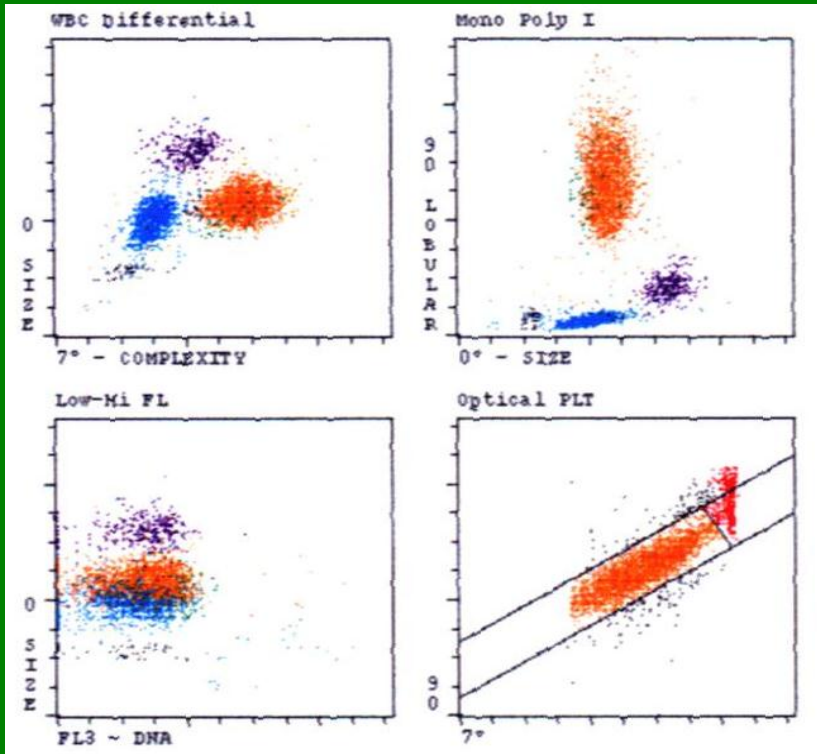 WBC Differential
0 SIZE
7° - COMPLEXITY
Mono Poly I
90 LOBULAR
0° - SIZE
Low-Mi FL
0 SIZE
FL3 ~ DNA
Optical PLT
90
7°